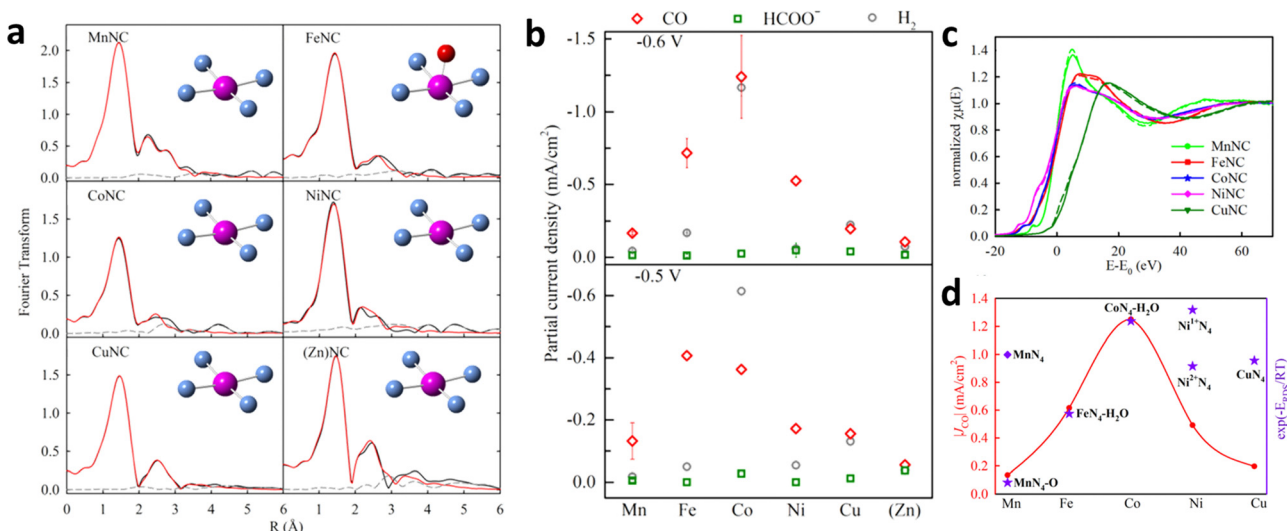 a
MnNC
FeNC
2.0
1.5
1.0
0.5
0.0
CoNC
NiNC
1.5
1.0
0.5
0.0
CuNC
(Zn)NC
1.5
1.0
0.5
0.0
0 1 2 3 4 5 6 0 1 2 3 4 5 6
Fourier Transform
R (Å)
b
CO HCOO⁻ H₂
-0.6 V
-1.5
-1.0
-0.5
0.0
-0.5 V
-0.6
-0.4
-0.2
-0.0
Partial current density (mA/cm²)
Mn Fe Co Ni Cu (Zn)
c
1.4
1.2
1.0
0.8
0.6
0.4
0.2
0.0
normalized χμ(E)
MnNC
FeNC
CoNC
NiNC
CuNC
-20 0 20 40 60
E-E₀ (eV)
d
1.4
1.2
1.0
0.8
0.6
0.4
0.2
0.0
|J_CO| (mA/cm²)
CoN₄-H₂O
Ni¹⁺N₄
MnN₄
Ni²⁺N₄
CuN₄
FeN₄-H₂O
MnN₄-O
exp(-E_RDS/RT)
Mn Fe Co Ni Cu